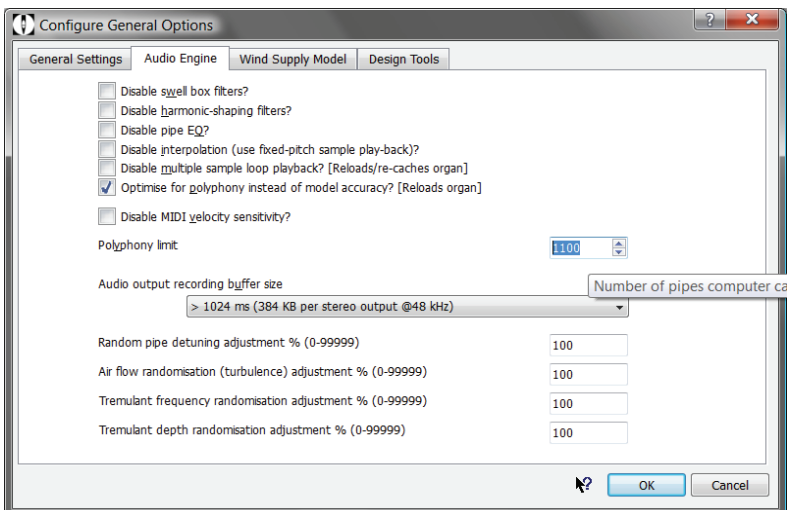 Configure General Options
General Settings Audio Engine Wind Supply Model Design Tools
Disable swell box filters?
Disable harmonic-shaping filters?
Disable pipe EQ?
Disable interpolation (use fixed-pitch sample play-back)?
Disable multiple sample loop playback? [Reloads/re-caches organ]
Optimise for polyphony instead of model accuracy? [Reloads organ]
Disable MIDI velocity sensitivity?
Polyphony limit 1100
Audio output recording buffer size
Number of pipes computer ca
> 1024 ms (384 KB per stereo output @48 kHz)
Random pipe detuning adjustment % (0-99999) 100
Air flow randomisation (turbulence) adjustment % (0-99999) 100
Tremulant frequency randomisation adjustment % (0-99999) 100
Tremulant depth randomisation adjustment % (0-99999) 100
OK Cancel